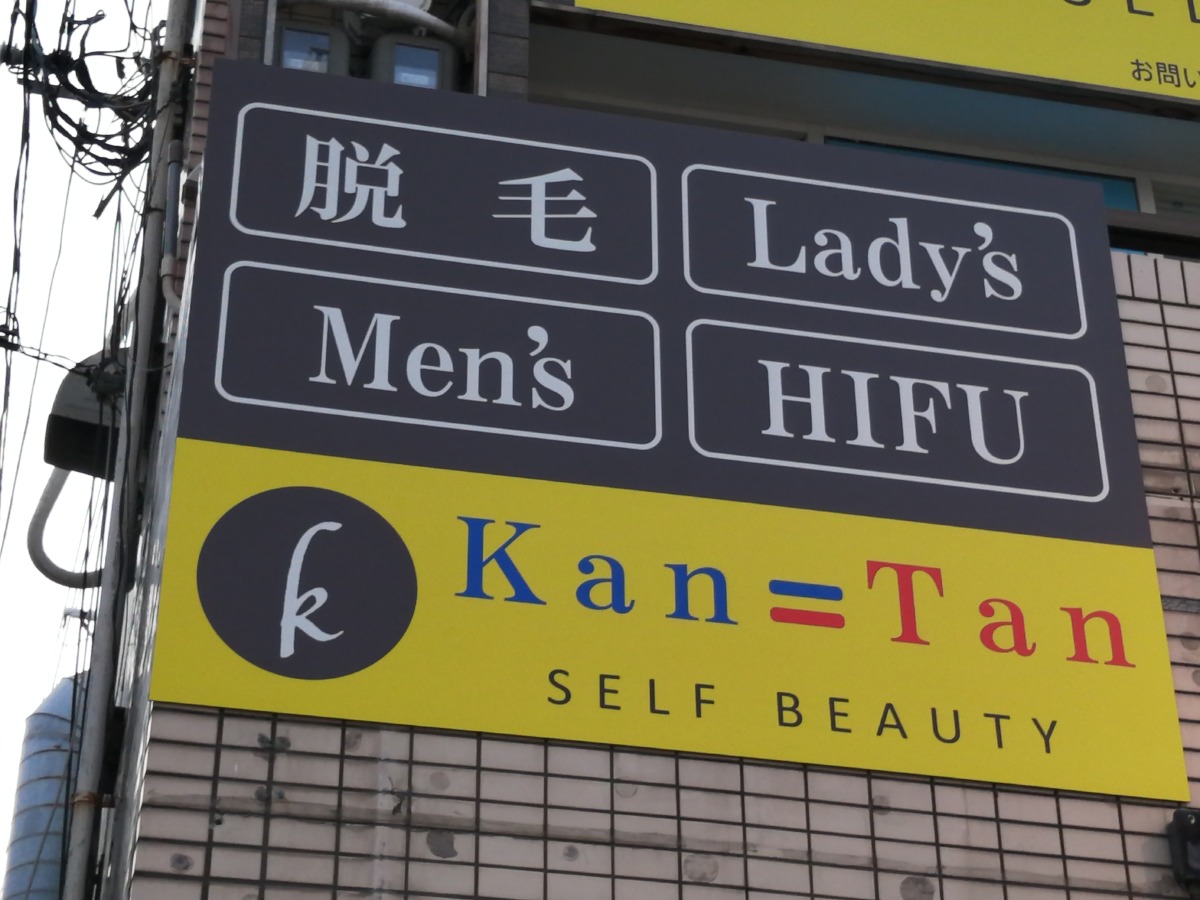 お問い
脱毛
Lady's
Men's
HIFU
k
Kan=Tan
SELF BEAUTY